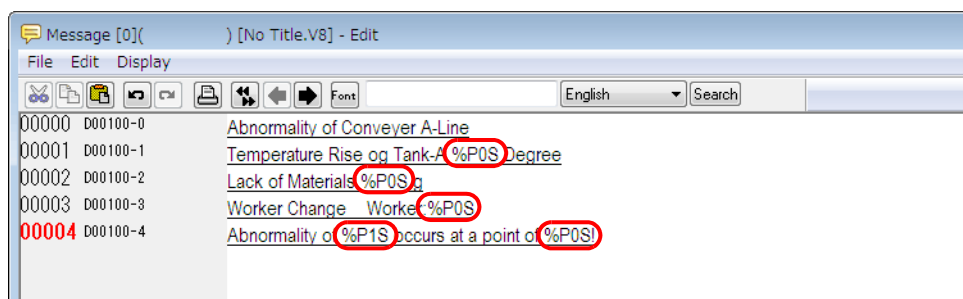 Message [0]( ) [No Title.V8] - Edit
File Edit Display
Font English Search
00000 D00100-0 Abnormality of Conveyer A-Line
00001 D00100-1 Temperature Rise og Tank-A %P0S Degree
00002 D00100-2 Lack of Materials %P0S g
00003 D00100-3 Worker Change Worker:%P0S
00004 D00100-4 Abnormality of %P1S occurs at a point of %P0S!